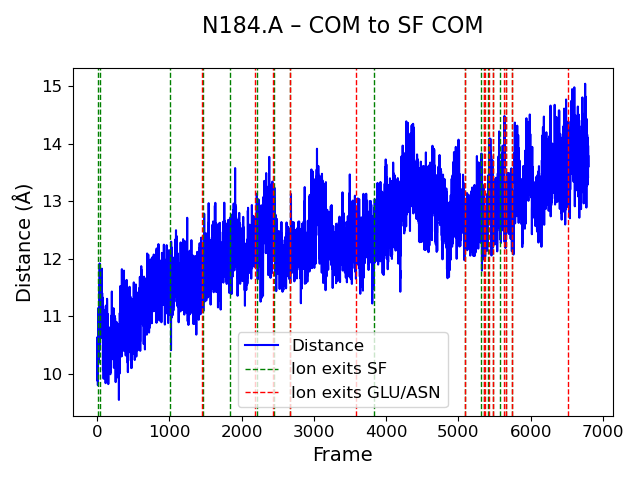 N184.A – COM to SF COM
Distance (Å)
15
14
13
12
11
10
Distance
Ion exits SF
Ion exits GLU/ASN
0 1000 2000 3000 4000 5000 6000 7000
Frame